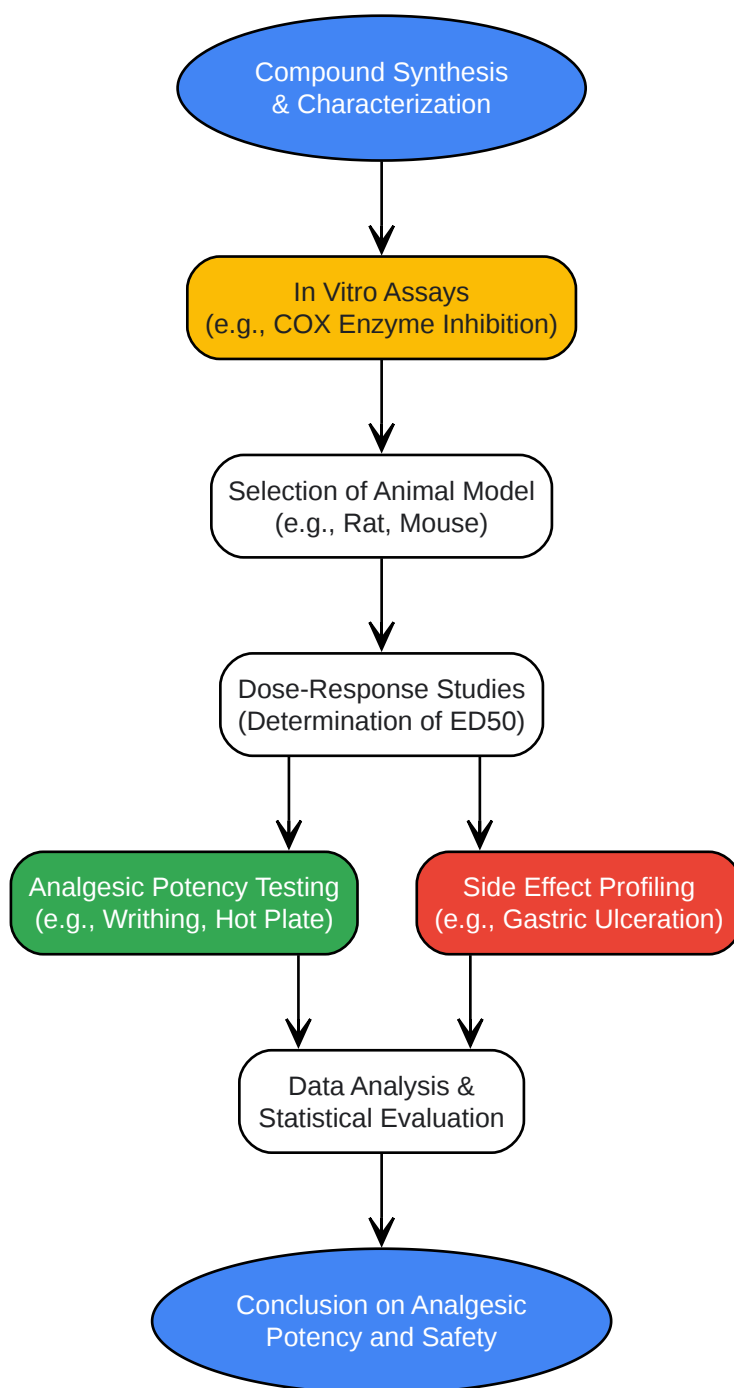 Compound Synthesis
& Characterization
In Vitro Assays
(e.g., COX Enzyme Inhibition)
Selection of Animal Model
(e.g., Rat, Mouse)
Dose-Response Studies
(Determination of ED50)
Analgesic Potency Testing
(e.g., Writhing, Hot Plate)
Side Effect Profiling
(e.g., Gastric Ulceration)
Data Analysis &
Statistical Evaluation
Conclusion on Analgesic
Potency and Safety